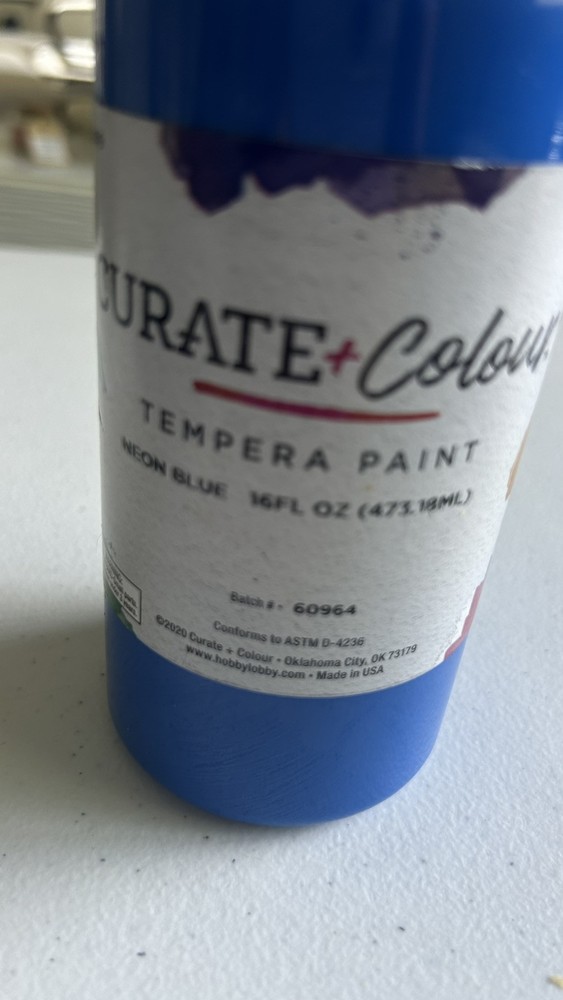 CURATE + Colour
TEMPERA PAINT
NEON BLUE 16FL OZ (473.18ML)
Batch #- 60964
Conforms to ASTM D-4236
©2020 Curate + Colour • Oklahoma City, OK 73179
www.hobbylobby.com • Made in USA